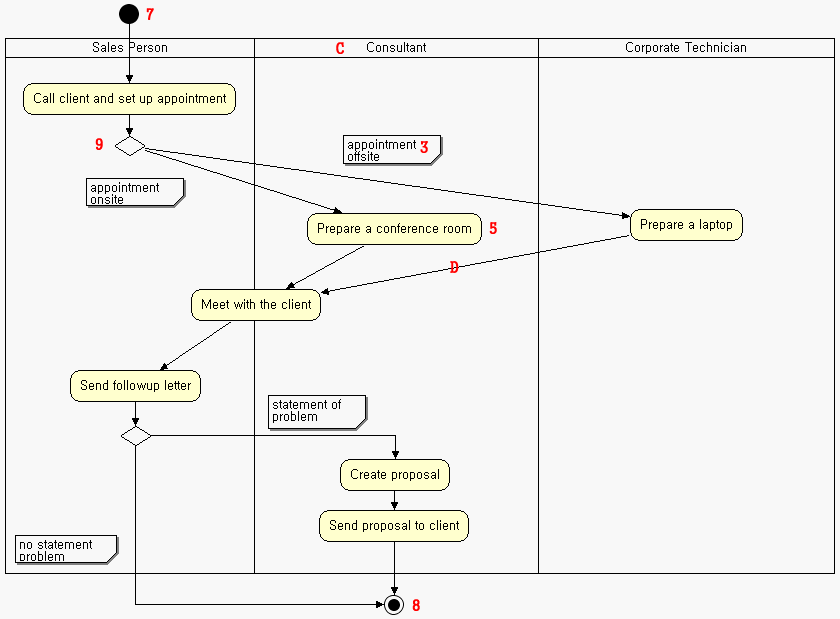 7
Sales Person
C Consultant
Corporate Technician
Call client and set up appointment
9
appointment 3
offsite
appointment
onsite
Prepare a conference room 5
Prepare a laptop
D
Meet with the client
Send followup letter
statement of
problem
Create proposal
Send proposal to client
no statement
problem
8